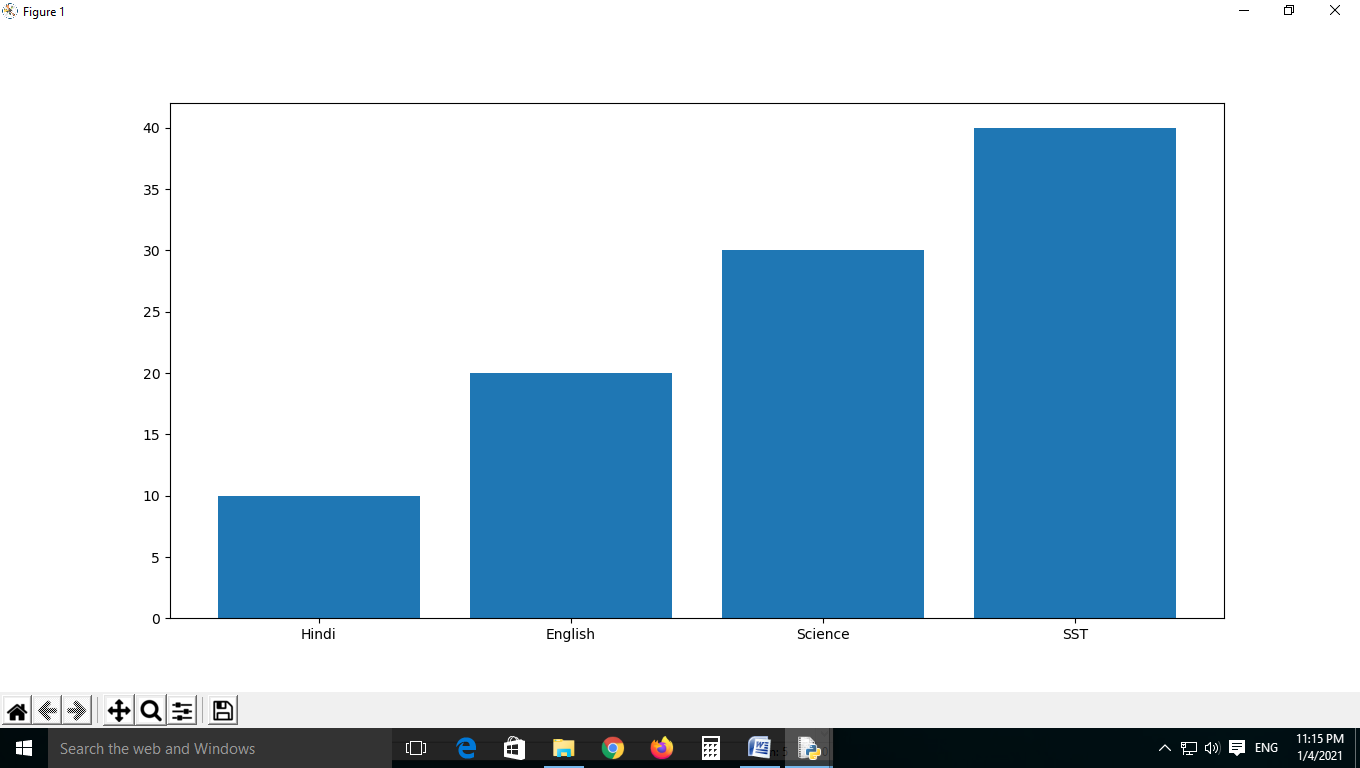 Figure 1
40
35
30
25
20
15
10
5
0
Hindi
English
Science
SST
Search the web and Windows
ENG
11:15 PM
1/4/2021